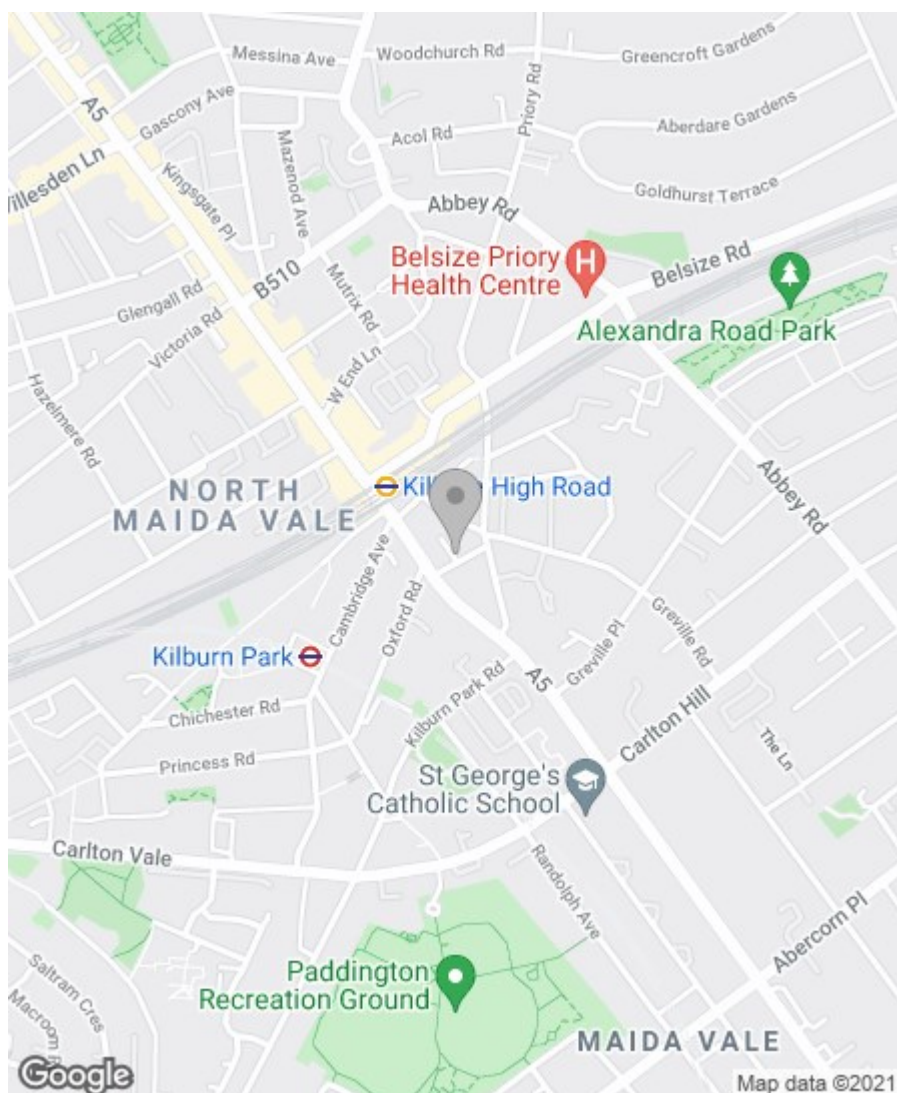 Messina Ave
Woodchurch Rd
Greencroft Gardens
A5
Gascony Ave
Priory Rd
Acol Rd
Aberdare Gardens
Mazenod Ave
Kingsgate Pl
Goldhurst Terrace
Abbey Rd
Belsize Priory
Health Centre
H
Belsize Rd
B510
Mutrix Rd
Glengall Rd
Victoria Rd
Alexandra Road Park
W End Ln
Hazelmere Rd
Abbey Rd
High Road
NORTH
MAIDA VALE
Cambridge Ave
Oxford Rd
Greville Rd
Greville Pl
Kilburn Park
A5
Kilburn Park Rd
Chichester Rd
Carlton Hill
Princess Rd
The Ln
St George's
Catholic School
Carlton Vale
Randolph Ave
Abercorn Pl
Saltram Cres
Paddington
Recreation Ground
MAIDA VALE
Google
Map data ©2021